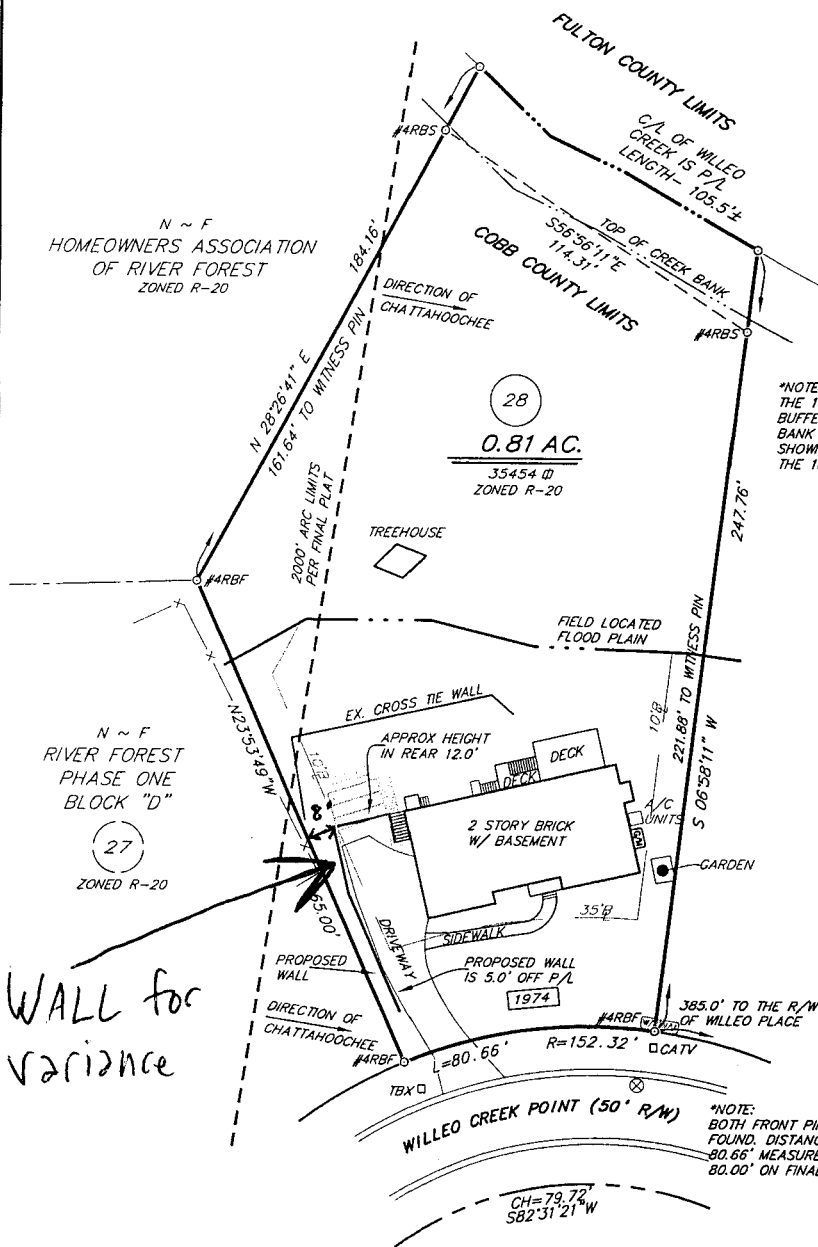 FULTON COUNTY LIMITS
C/L OF WILLEO
CREEK IS P/L
LENGTH- 105.5'±
#4RBS
S56°56'11"E
114.31'
TOP OF CREEK BANK
COBB COUNTY LIMITS
#4RBS
N ~ F
HOMEOWNERS ASSOCIATION
OF RIVER FOREST
ZONED R-20
184.16'
DIRECTION OF
CHATTAHOOCHEE
N 28°26'41" E
161.64' TO WITNESS PIN
28
0.81 AC.
35454
ZONED R-20
*NOTE
THE 1
BUFFE
BANK
SHOWN
THE 1
247.76'
2000' ARC LIMITS
PER FINAL PLAT
TREEHOUSE
#4RBF
FIELD LOCATED
FLOOD PLAIN
221.88' TO WITNESS PIN
S 06°58'11" W
10'B
N23°53'49"W
EX. CROSS TIE WALL
N ~ F
RIVER FOREST
PHASE ONE
BLOCK "D"
27
ZONED R-20
10'B
APPROX HEIGHT
IN REAR 12.0'
DECK
DECK
8'
2 STORY BRICK
W/ BASEMENT
A/C
UNITS
GARDEN
165.00'
35'B
DRIVEWAY
SIDEWALK
PROPOSED
WALL
PROPOSED WALL
IS 5.0' OFF P/L
1974
WALL for
variance
DIRECTION OF
CHATTAHOOCHEE
#4RBF
385.0' TO THE R/W
OF WILLEO PLACE
#4RBF
L=80.66'
R=152.32'
CATV
TBX
WILLEO CREEK POINT (50' R/W)
*NOTE:
BOTH FRONT PI
FOUND. DISTANC
80.66' MEASURE
80.00' ON FINAL
CH=79.72'
S82°31'21"W